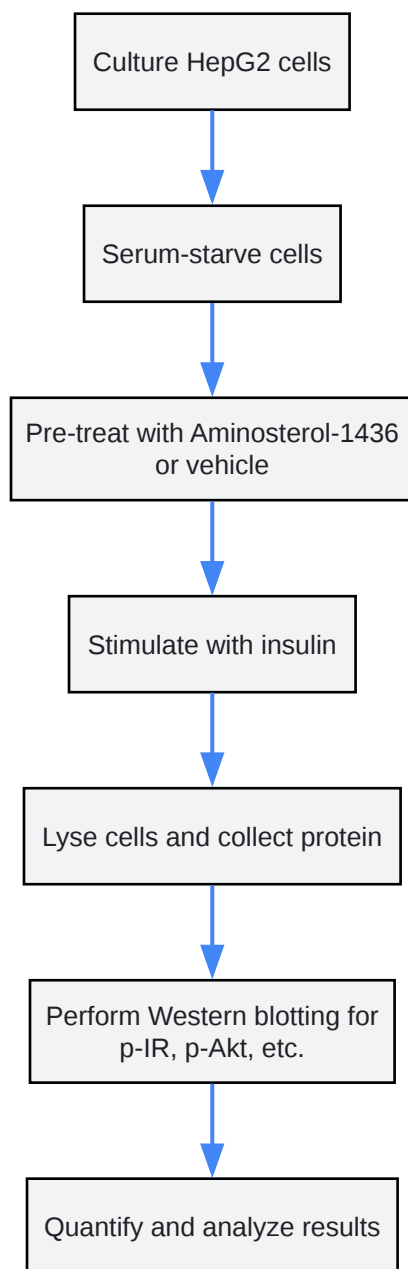 Culture HepG2 cells
Serum-starve cells
Pre-treat with Aminosterol-1436
or vehicle
Stimulate with insulin
Lyse cells and collect protein
Perform Western blotting for
p-IR, p-Akt, etc.
Quantify and analyze results